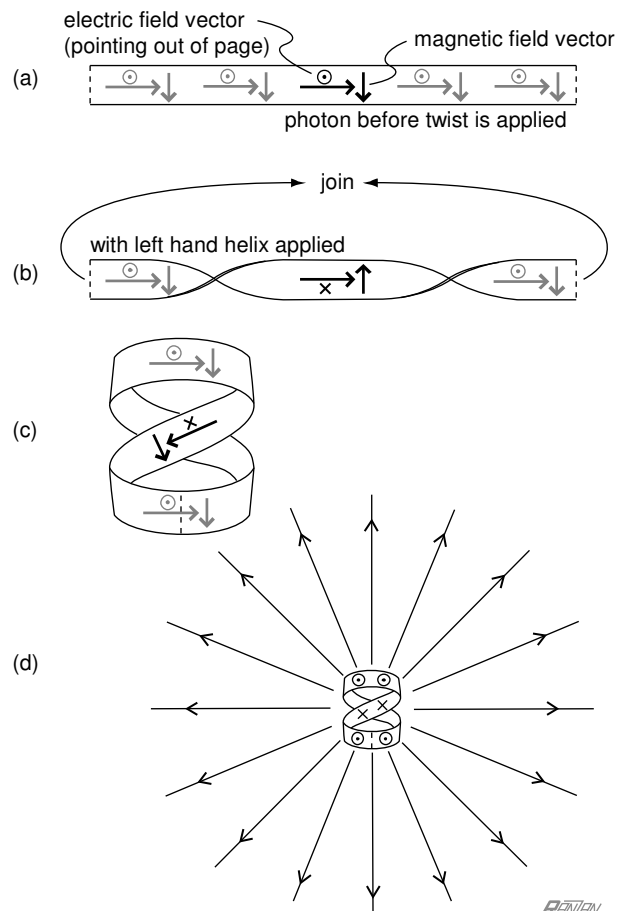 electric field vector
(pointing out of page)
magnetic field vector
(a)
photon before twist is applied
join
with left hand helix applied
(b)
(c)
(d)